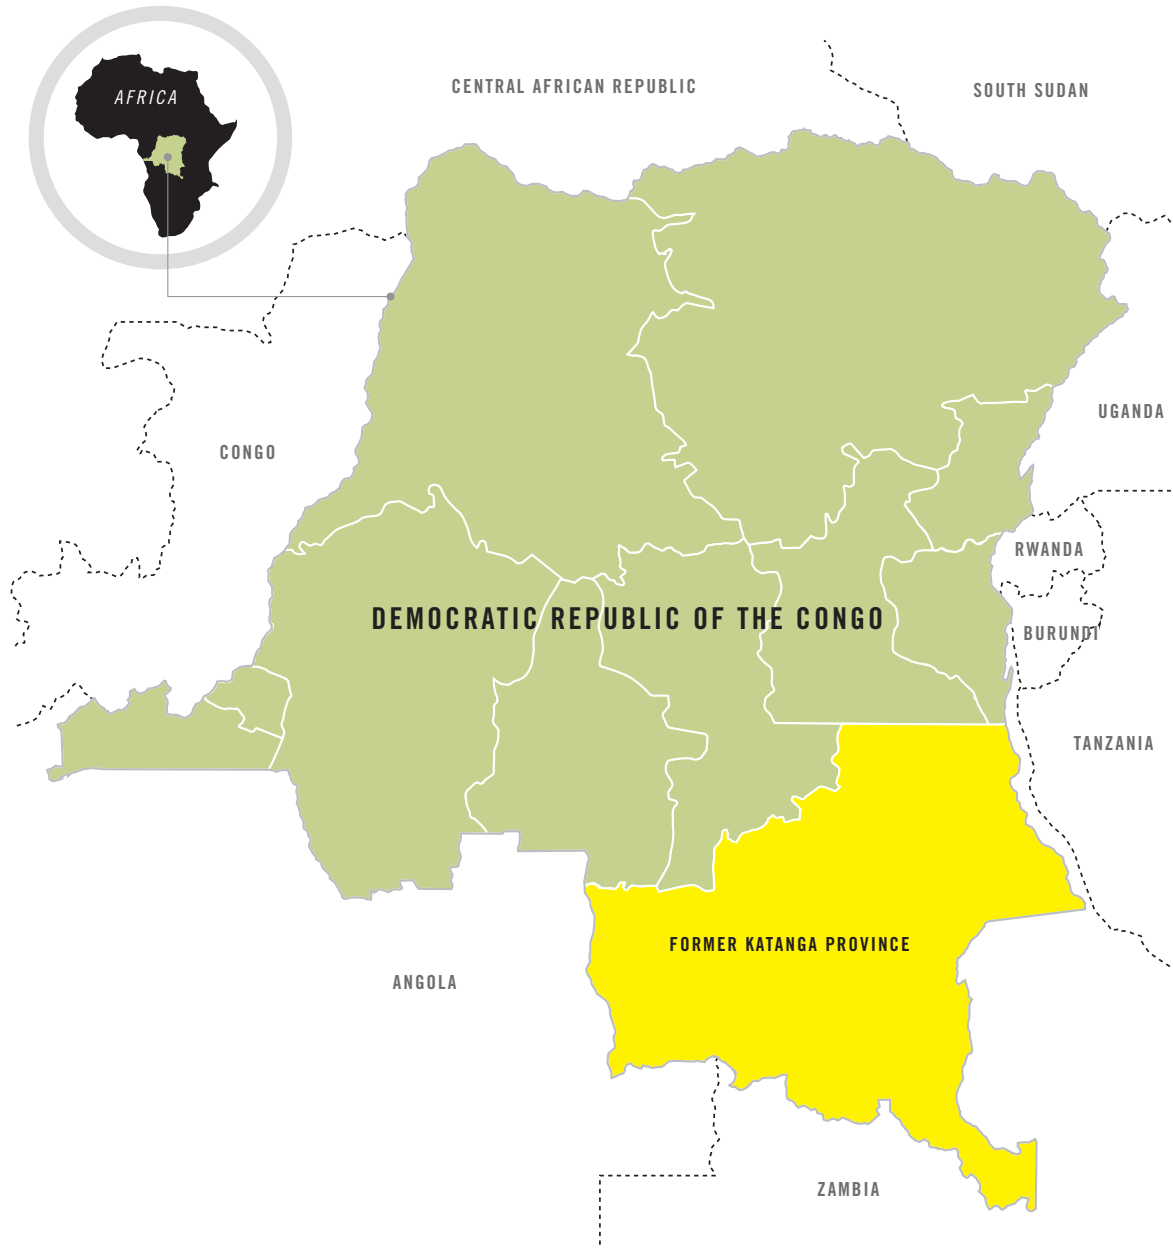 AFRICA
CENTRAL AFRICAN REPUBLIC
SOUTH SUDAN
UGANDA
CONGO
RWANDA
DEMOCRATIC REPUBLIC OF THE CONGO
BURUNDI
TANZANIA
FORMER KATANGA PROVINCE
ANGOLA
ZAMBIA